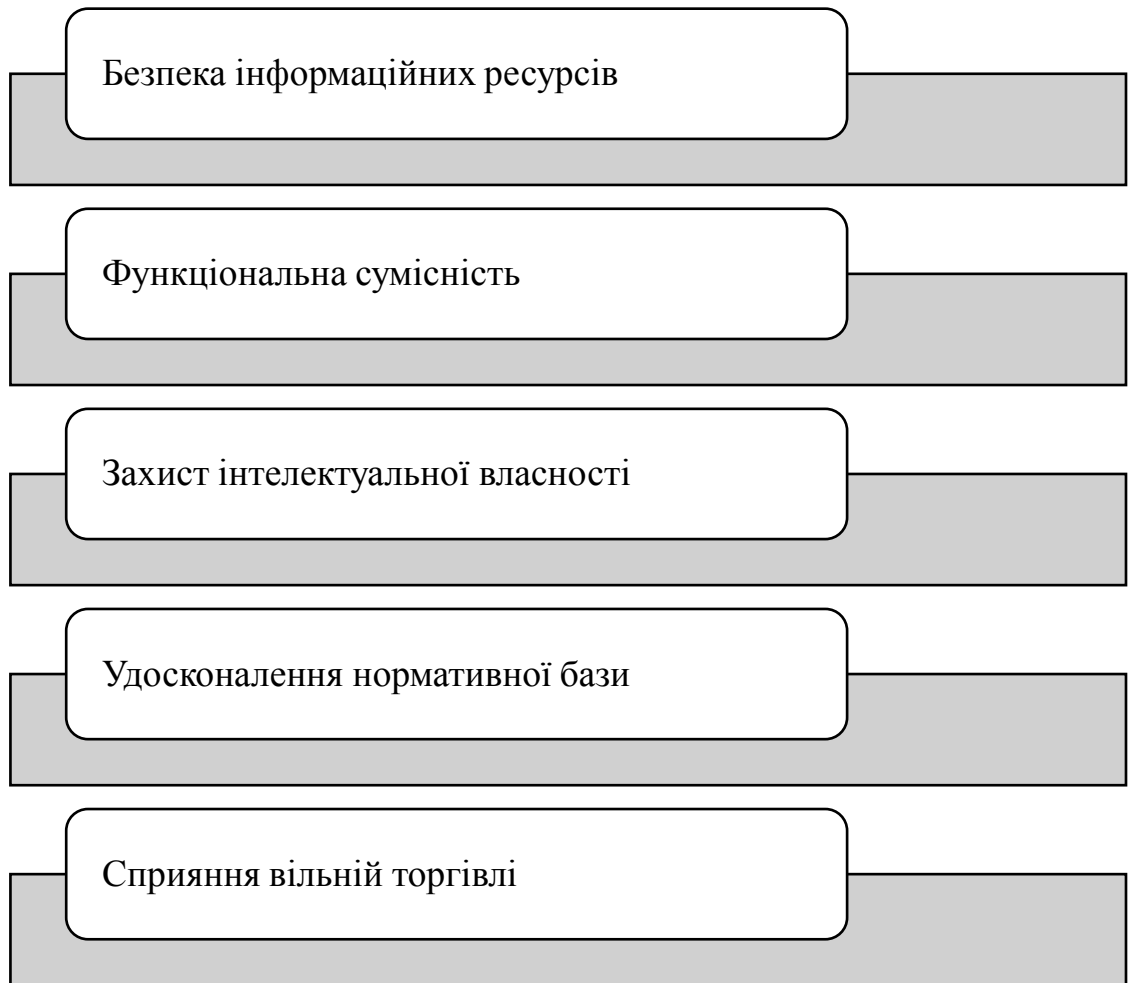 Безпека інформаційних ресурсів
Функціональна сумісність
Захист інтелектуальної власності
Удосконалення нормативної бази
Сприяння вільній торгівлі